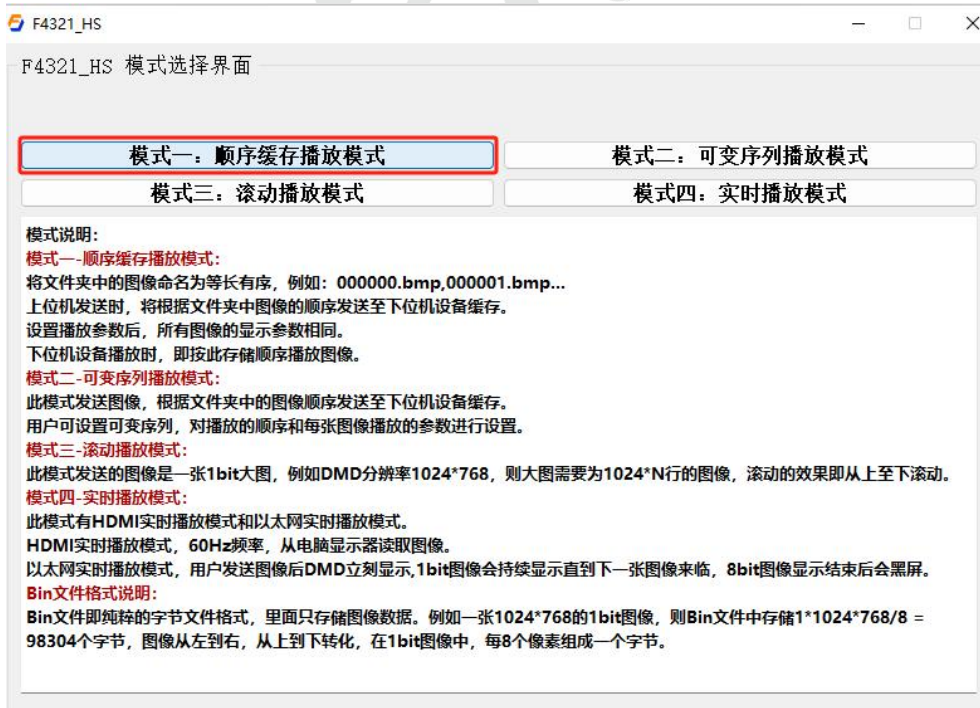 F4321_HS
F4321_HS 模式选择界面
模式一：顺序缓存播放模式
模式二：可变序列播放模式
模式三：滚动播放模式
模式四：实时播放模式
模式说明：
模式一-顺序缓存播放模式：
将文件夹中的图像命名为等长有序，例如：000000.bmp,000001.bmp...
上位机发送时，将根据文件夹中图像的顺序发送至下位机设备缓存。
设置播放参数后，所有图像的显示参数相同。
下位机设备播放时，即按此存储顺序播放图像。
模式二-可变序列播放模式：
此模式发送图像，根据文件夹中的图像顺序发送至下位机设备缓存。
用户可设置可变序列，对播放的顺序和每张图像播放的参数进行设置。
模式三-滚动播放模式：
此模式发送的图像是一张1bit大图，例如DMD分辨率1024*768，则大图需要为1024*N行的图像，滚动的效果即从上至下滚动。
模式四-实时播放模式：
此模式有HDMI实时播放模式和以太网实时播放模式。
HDMI实时播放模式，60Hz频率，从电脑显示器读取图像。
以太网实时播放模式，用户发送图像后DMD立刻显示,1bit图像会持续显示直到下一张图像来临，8bit图像显示结束后会黑屏。
Bin文件格式说明：
Bin文件即纯粹的字节文件格式，里面只存储图像数据。例如一张1024*768的1bit图像，则Bin文件中存储1*1024*768/8 =
98304个字节，图像从左到右，从上到下转化，在1bit图像中，每8个像素组成一个字节。